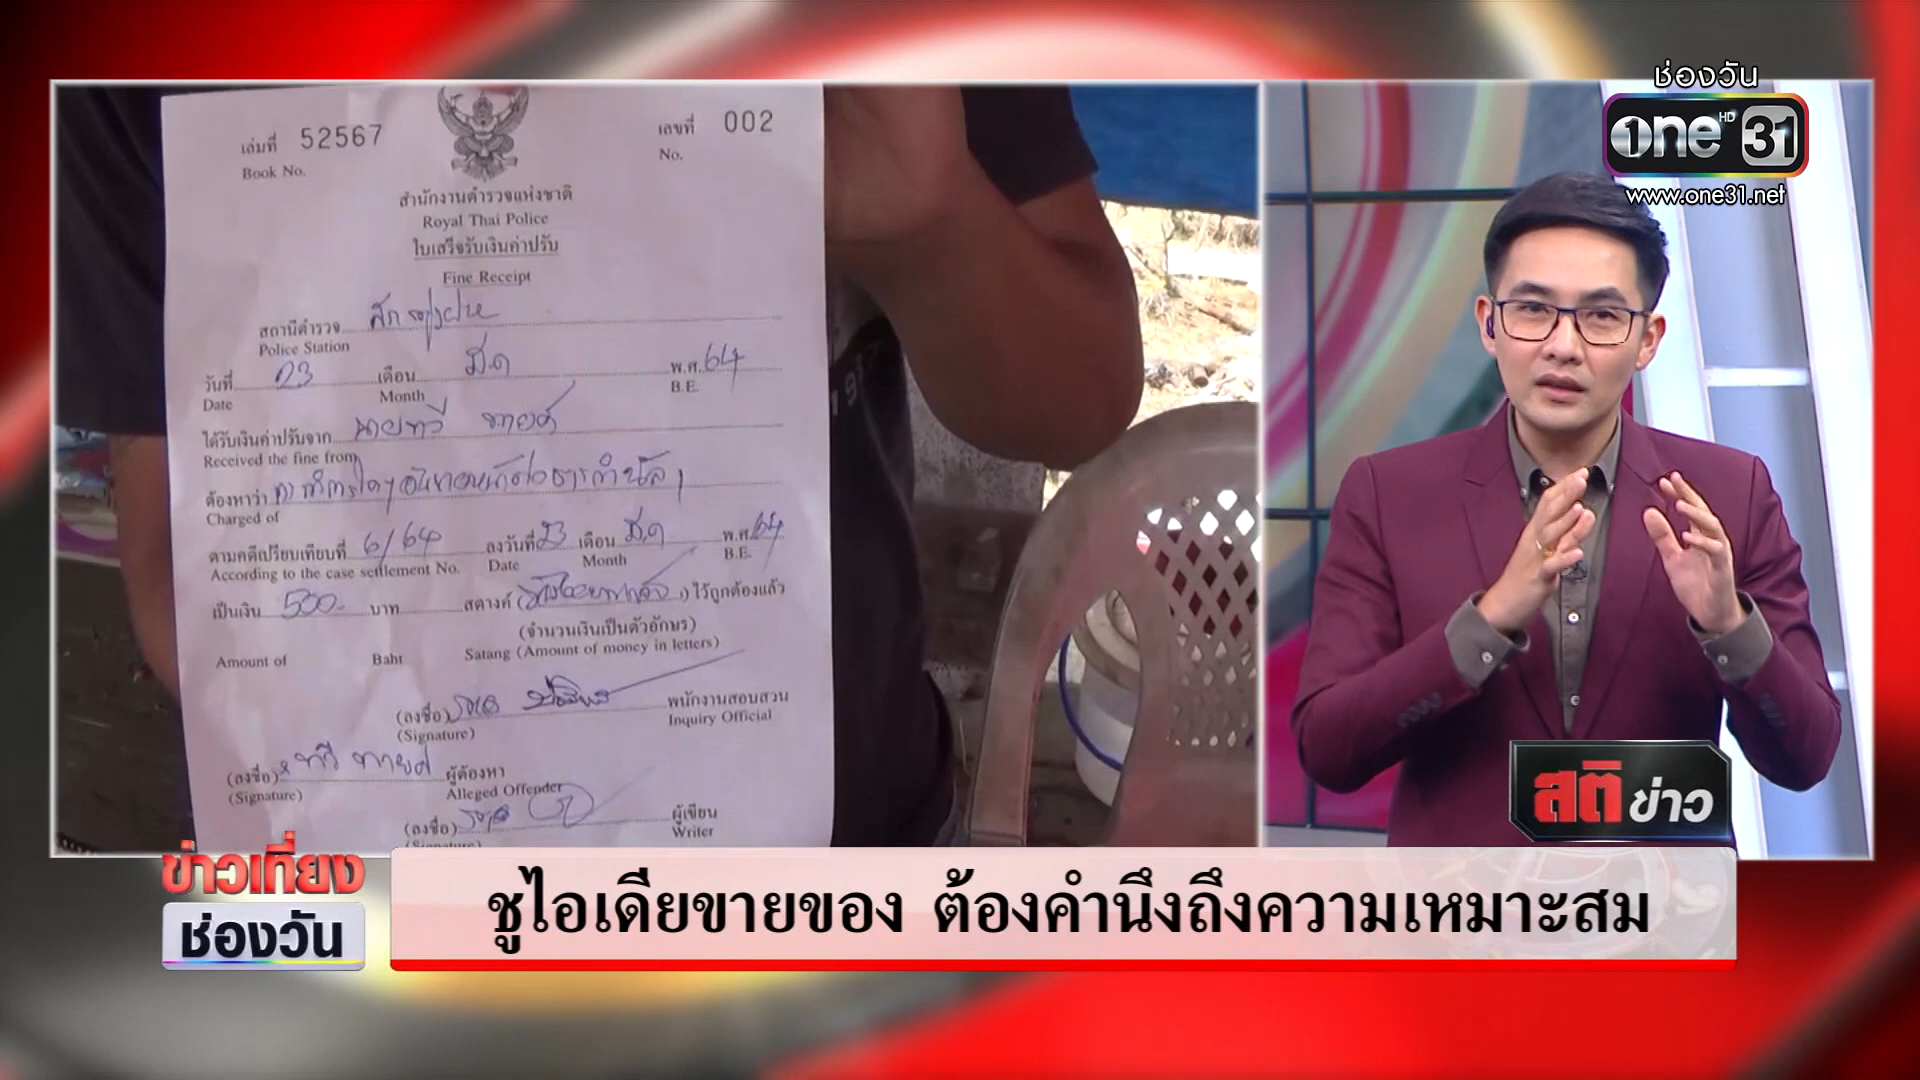 ช่องวัน
one HD 31
www.one31.net
เล่มที่ 52567 เลขที่ 002
Book No. No.
สำนักงานตำรวจแห่งชาติ
Royal Thai Police
ใบเสร็จรับเงินค่าปรับ
Fine Receipt
สถานีตำรวจ
Police Station
วันที่ 23 เดือน มี.ค พ.ศ. 64
Date Month B.E.
ได้รับเงินค่าปรับจาก นายทวี
Received the fine from
ต้องหาว่า
Charged of
ตามคดีเปรียบเทียบที่ 6/64 ลงวันที่ 23 เดือน มี.ค พ.ศ. 64
According to the case settlement No. Date Month B.E.
เป็นเงิน 500.- บาท สตางค์ ( ) ไว้ถูกต้องแล้ว
(จำนวนเงินเป็นตัวอักษร)
Amount of Baht Satang (Amount of money in letters)
(ลงชื่อ) พนักงานสอบสวน
(Signature) Inquiry Official
(ลงชื่อ) ทวี ผู้ต้องหา
(Signature) Alleged Offender
(ลงชื่อ) ผู้เขียน
(Signature) Writer
สติข่าว
ข่าวเที่ยง
ช่องวัน
ชูไอเดียขายของ ต้องคำนึงถึงความเหมาะสม